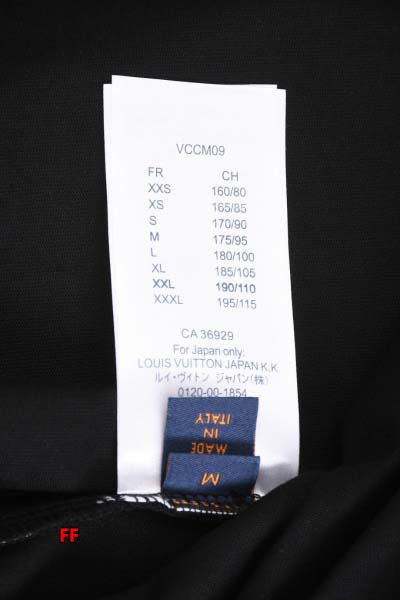 VCCM09
FR CH
XXS 160/80
XS 165/85
S 170/90
M 175/95
L 180/100
XL 185/105
XXL 190/110
XXXL 195/115
CA 36929
For Japan only:
LOUIS VUITTON JAPAN K.K.
ルイ・ヴィトン ジャパン(株)
0120-00-1854
MADE
IN
ITALY
M
FF